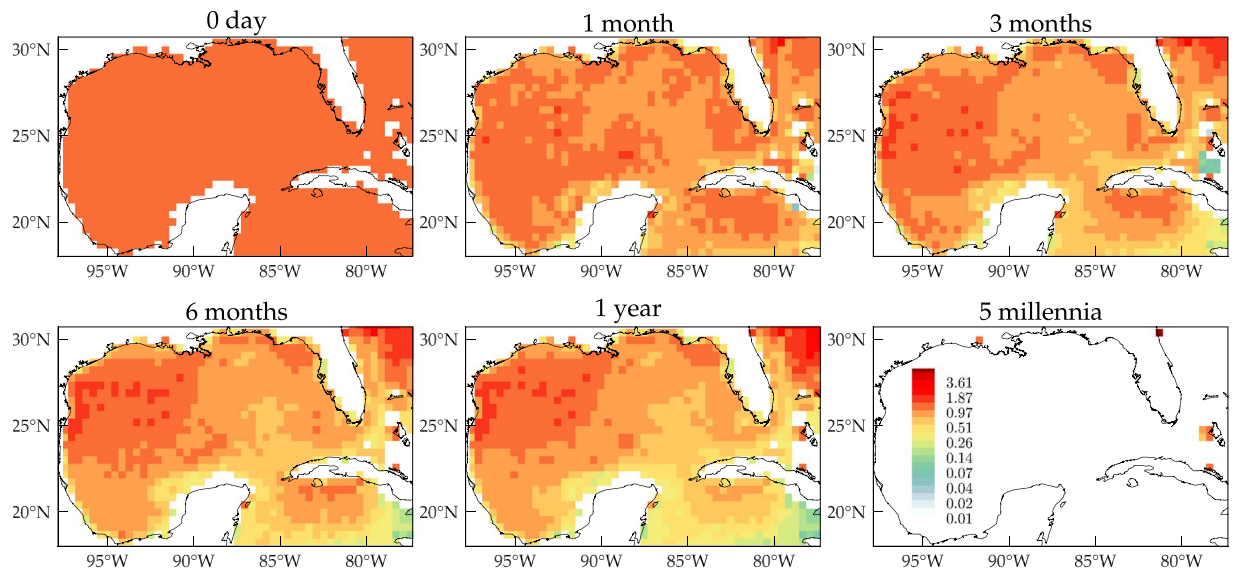 0 day
1 month
3 months
30°N
30°N
30°N
25°N
25°N
25°N
20°N
20°N
20°N
95°W 90°W 85°W 80°W
95°W 90°W 85°W 80°W
95°W 90°W 85°W 80°W
6 months
1 year
5 millennia
30°N
30°N
30°N
3.61
1.87
0.97
0.51
0.26
0.14
0.07
0.04
0.02
0.01
25°N
25°N
25°N
20°N
20°N
20°N
95°W 90°W 85°W 80°W
95°W 90°W 85°W 80°W
95°W 90°W 85°W 80°W